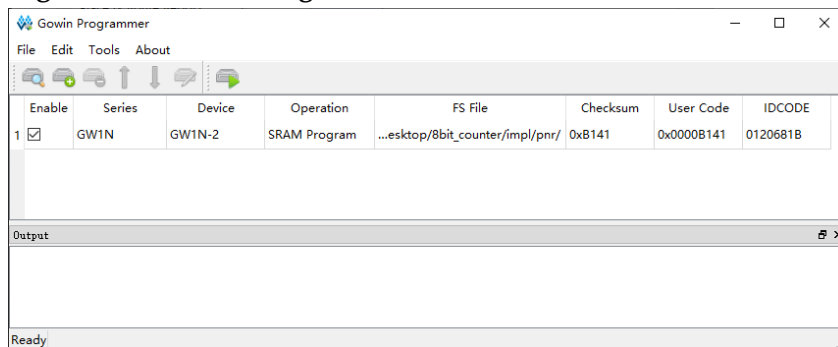 Gowin Programmer
File Edit Tools About
Enable Series Device Operation FS File Checksum User Code IDCODE
1 GW1N GW1N-2 SRAM Program ...esktop/8bit_counter/impl/pnr/ 0xB141 0x0000B141 0120681B
Output
Ready